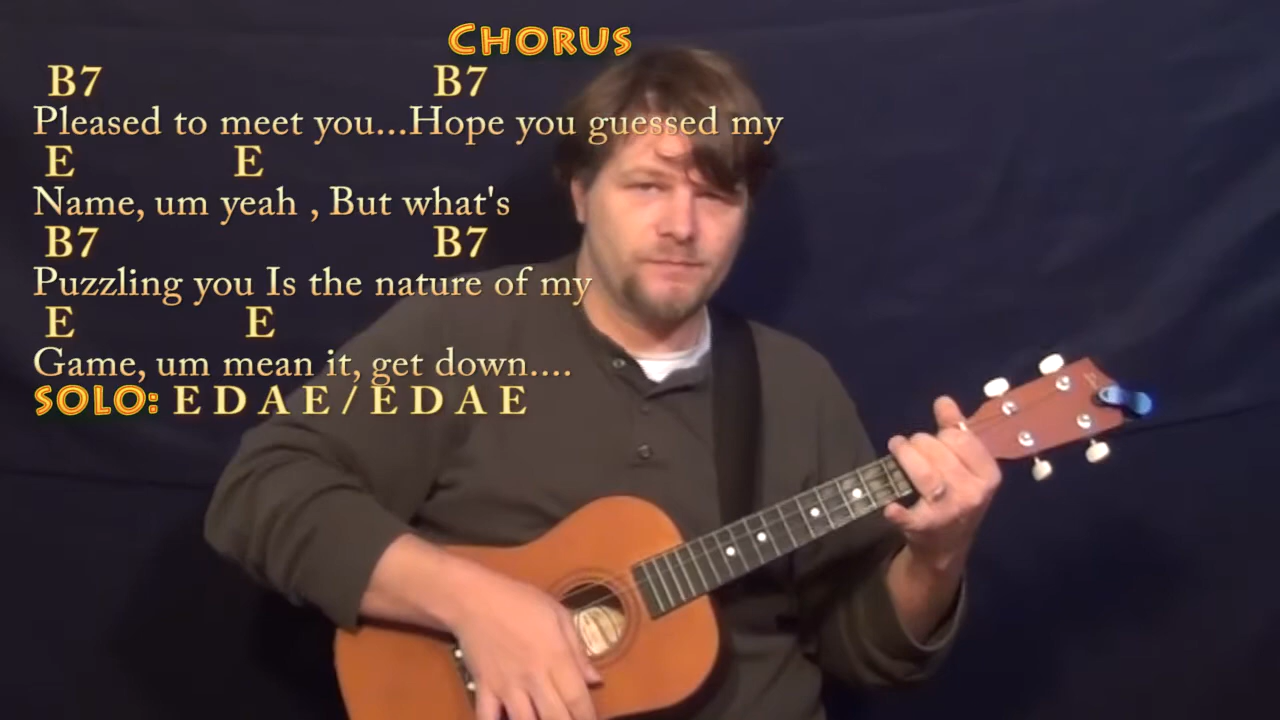 CHORUS
B7 B7
Pleased to meet you...Hope you guessed my
E E
Name, um yeah , But what's
B7 B7
Puzzling you Is the nature of my
E E
Game, um mean it, get down....
SOLO: E D A E / E D A E